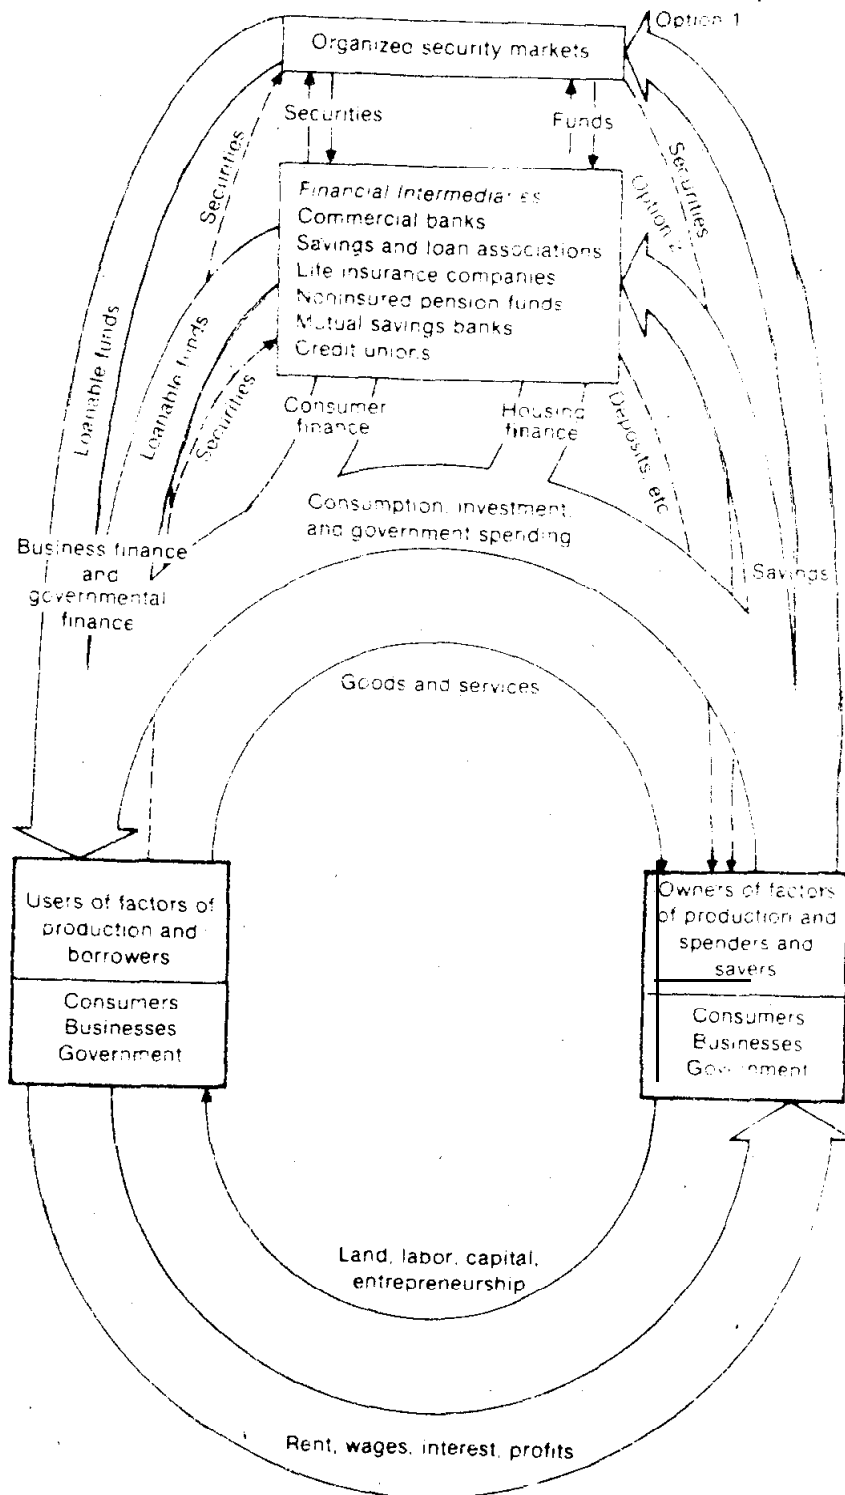 Option 1
Organized security markets
Securities
Funds
Securities
Securities
Option 2
Financial Intermediaries
Commercial banks
Savings and loan associations
Life insurance companies
Noninsured pension funds
Mutual savings banks
Credit unions
Loanable funds
Loanable funds
Securities
Consumer
finance
Housing
finance
Deposits, etc
Consumption, investment,
and government spending
Business finance
and
governmental
finance
Savings
Goods and services
Users of factors of
production and
borrowers
Consumers
Businesses
Government
Owners of factors
of production and
spenders and
savers
Consumers
Businesses
Government
Land, labor, capital,
entrepreneurship
Rent, wages, interest, profits